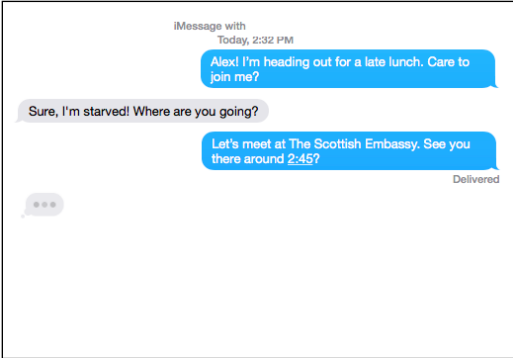 iMessage with
Today, 2:32 PM
Alex! I'm heading out for a late lunch. Care to
join me?
Sure, I'm starved! Where are you going?
Let's meet at The Scottish Embassy. See you
there around 2:45?
Delivered